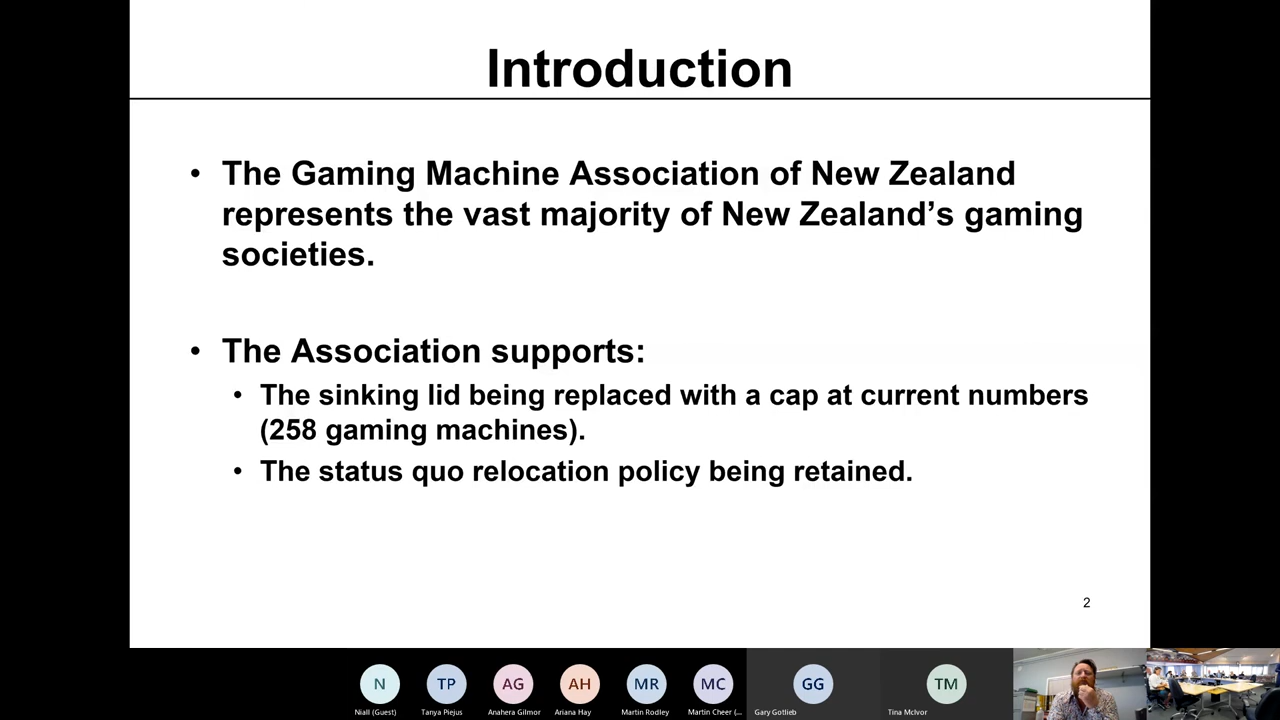 Introduction
• The Gaming Machine Association of New Zealand
represents the vast majority of New Zealand’s gaming
societies.
• The Association supports:
• The sinking lid being replaced with a cap at current numbers
(258 gaming machines).
• The status quo relocation policy being retained.
2
N TP AG AH MR MC GG TM
Niall (Guest) Tanya Piejus Anahera Gilmor Ariana Hay Martin Rodley Martin Cheer (... Gary Gotlieb Tina McIvor